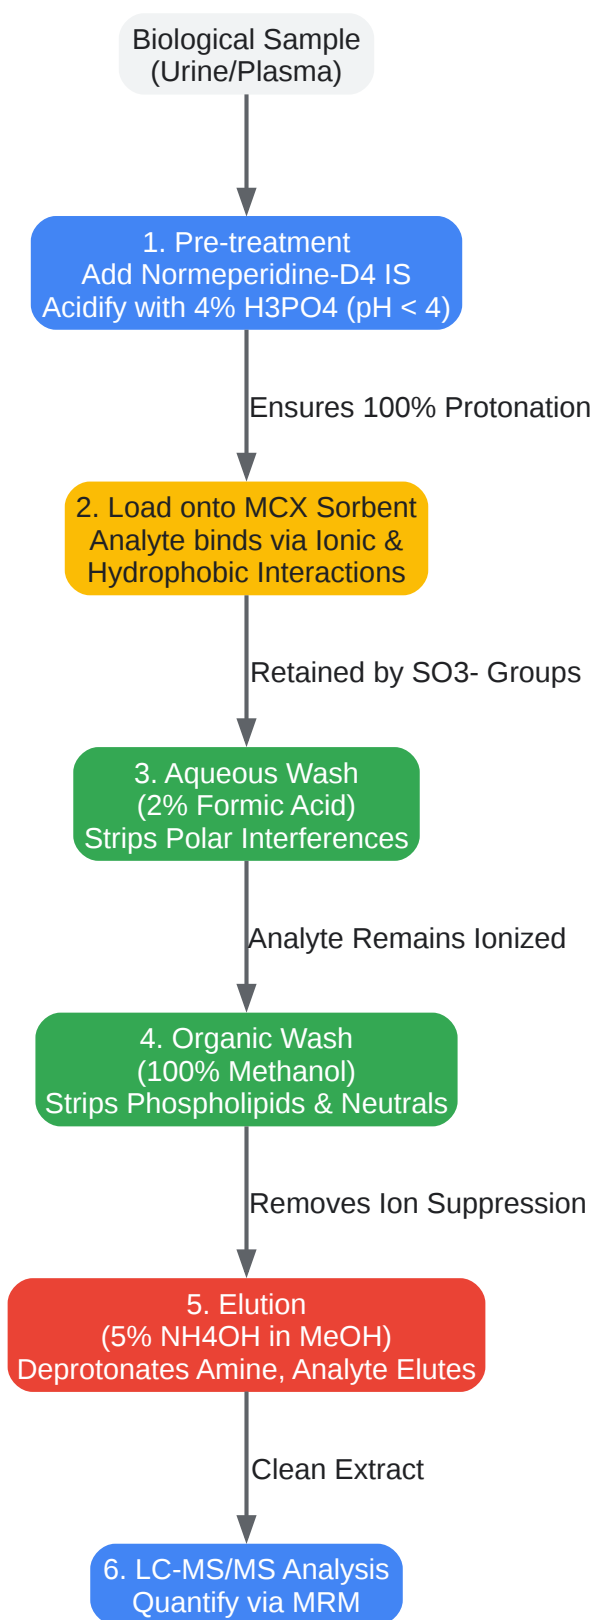 Biological Sample
(Urine/Plasma)
1. Pre-treatment
Add Normeperidine-D4 IS
Acidify with 4% H3PO4 (pH < 4)
Ensures 100% Protonation
2. Load onto MCX Sorbent
Analyte binds via Ionic &
Hydrophobic Interactions
Retained by SO3- Groups
3. Aqueous Wash
(2% Formic Acid)
Strips Polar Interferences
Analyte Remains Ionized
4. Organic Wash
(100% Methanol)
Strips Phospholipids & Neutrals
Removes Ion Suppression
5. Elution
(5% NH4OH in MeOH)
Deprotonates Amine, Analyte Elutes
Clean Extract
6. LC-MS/MS Analysis
Quantify via MRM